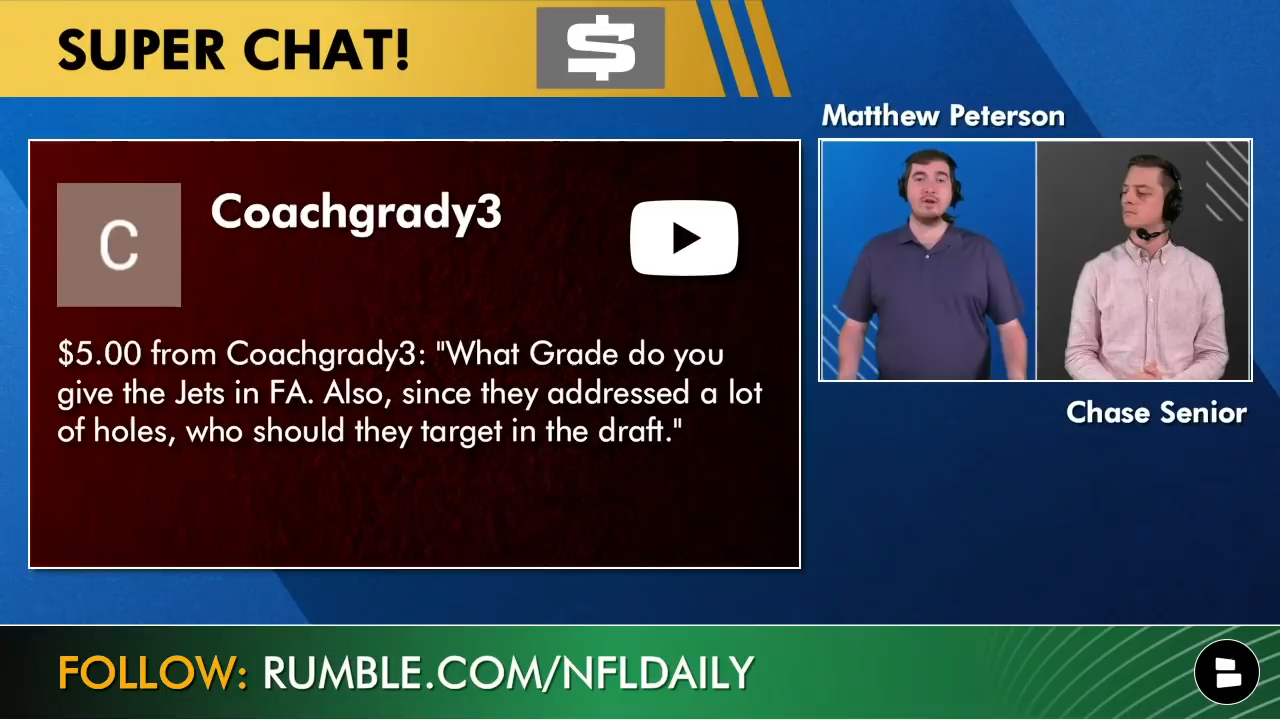 SUPER CHAT!
$
Matthew Peterson
C
Coachgrady3
$5.00 from Coachgrady3: "What Grade do you
give the Jets in FA. Also, since they addressed a lot
of holes, who should they target in the draft."
Chase Senior
FOLLOW: RUMBLE.COM/NFLDAILY